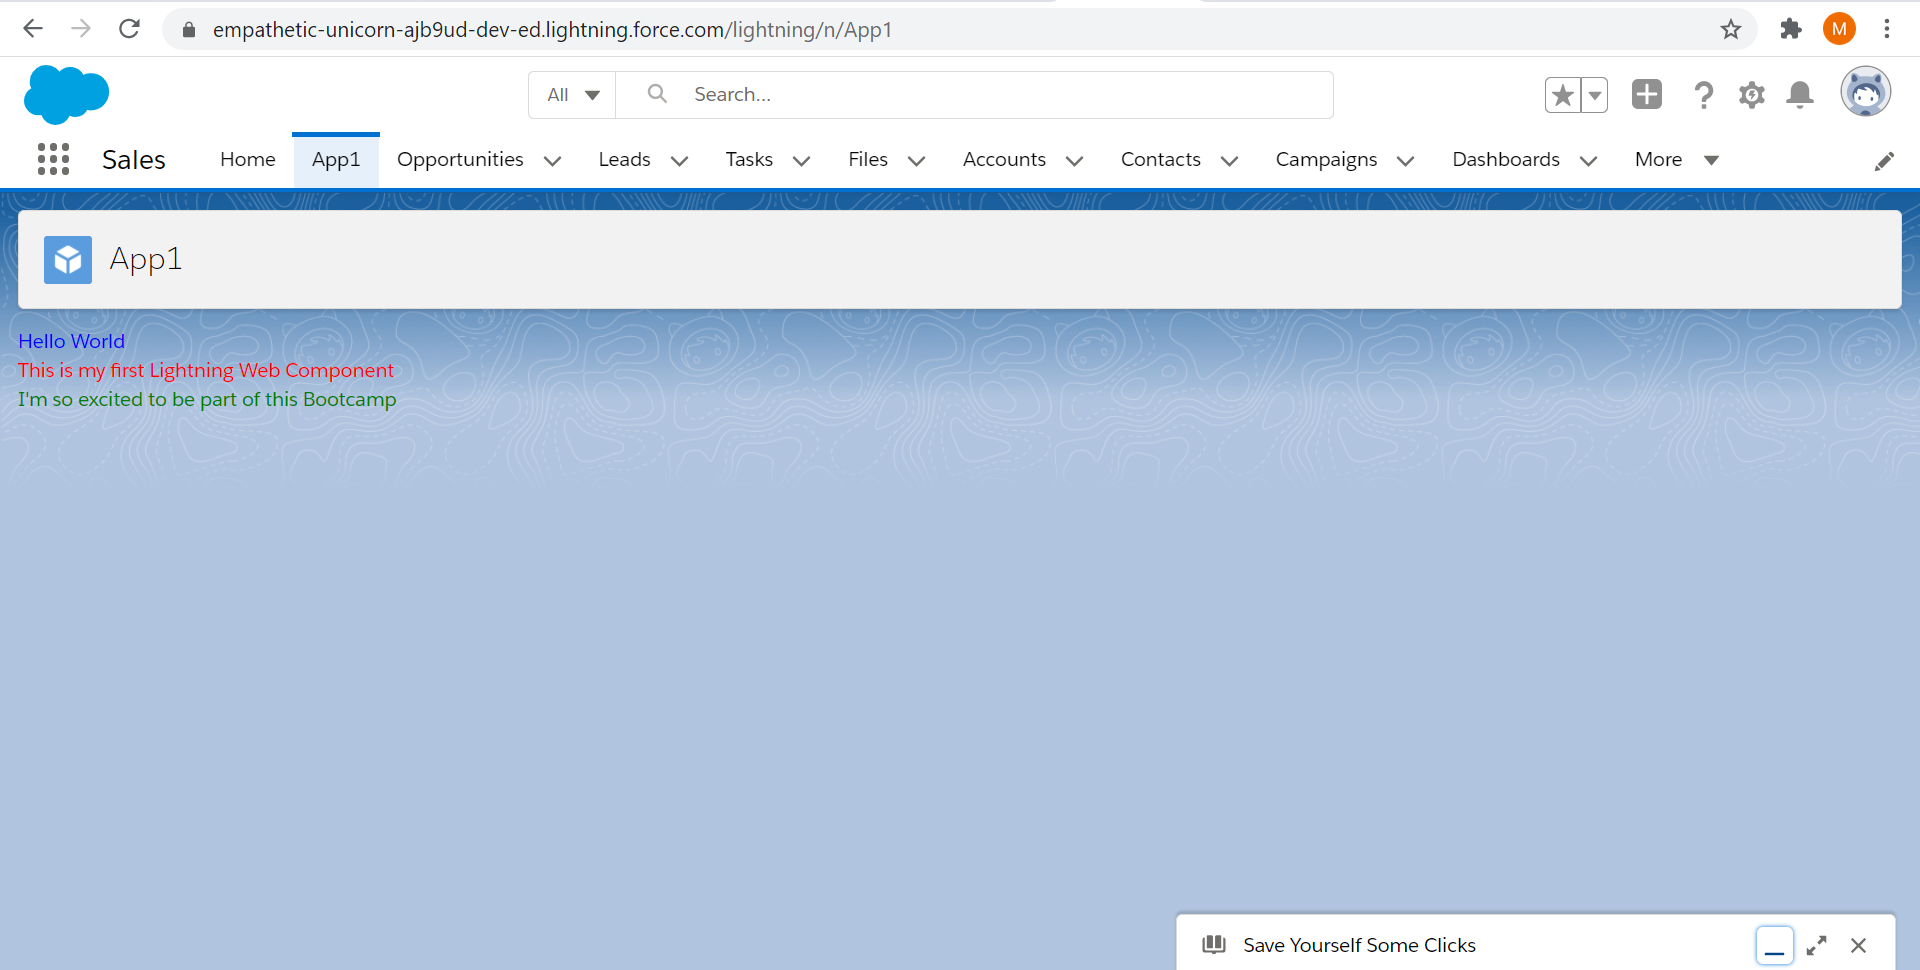 empathetic-unicorn-ajb9ud-dev-ed.lightning.force.com/lightning/n/App1
M
All
Search...
Sales
Home
App1
Opportunities
Leads
Tasks
Files
Accounts
Contacts
Campaigns
Dashboards
More
App1
Hello World
This is my first Lightning Web Component
I'm so excited to be part of this Bootcamp
Save Yourself Some Clicks